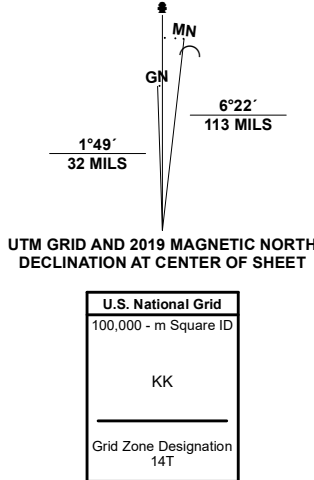 MN
GN
6°22´
113 MILS
1°49´
32 MILS
UTM GRID AND 2019 MAGNETIC NORTH
DECLINATION AT CENTER OF SHEET
U.S. National Grid
100,000 - m Square ID
KK
Grid Zone Designation
14T